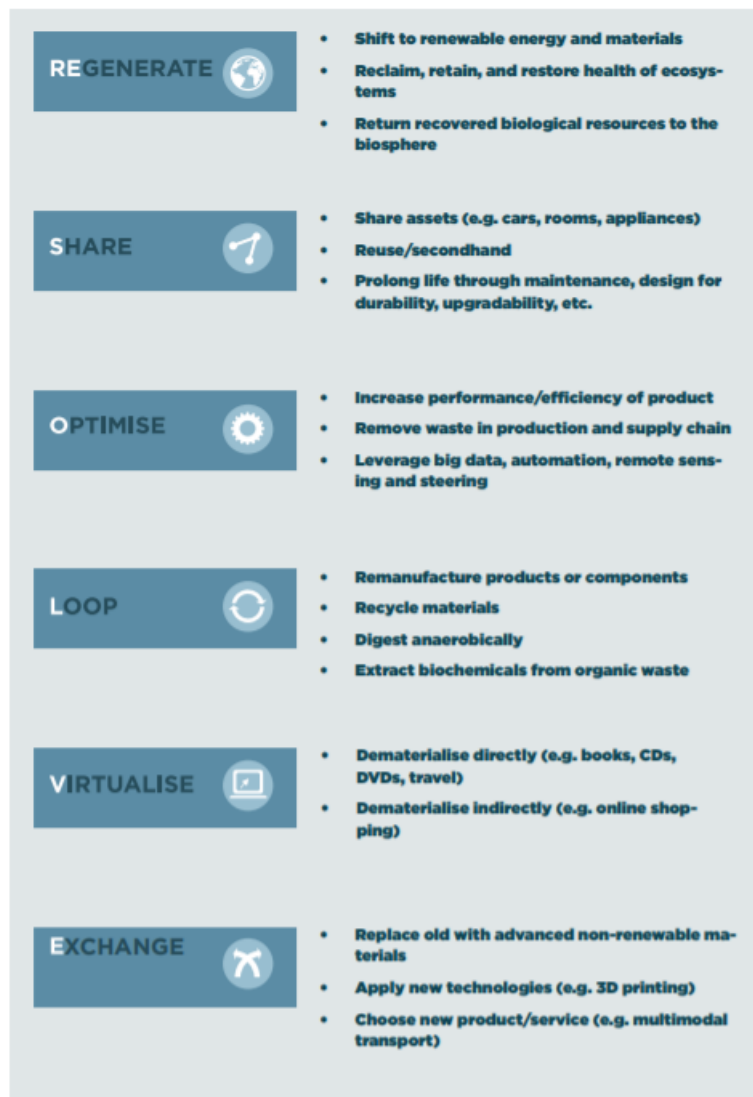 REGENERATE
• Shift to renewable energy and materials
• Reclaim, retain, and restore health of ecosys-
tems
• Return recovered biological resources to the
biosphere
SHARE
• Share assets (e.g. cars, rooms, appliances)
• Reuse/secondhand
• Prolong life through maintenance, design for
durability, upgradability, etc.
OPTIMISE
• Increase performance/efficiency of product
• Remove waste in production and supply chain
• Leverage big data, automation, remote sens-
ing and steering
LOOP
• Remanufacture products or components
• Recycle materials
• Digest anaerobically
• Extract biochemicals from organic waste
VIRTUALISE
• Dematerialise directly (e.g. books, CDs,
DVDs, travel)
• Dematerialise indirectly (e.g. online shop-
ping)
EXCHANGE
• Replace old with advanced non-renewable ma-
terials
• Apply new technologies (e.g. 3D printing)
• Choose new product/service (e.g. multimodal
transport)